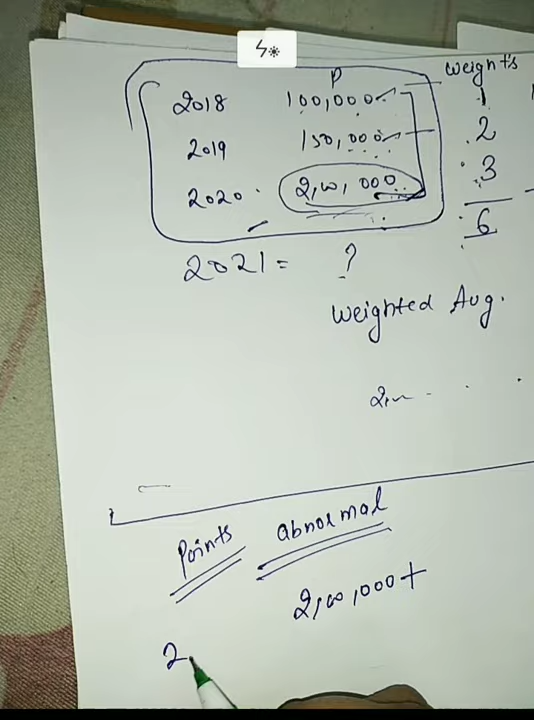 P weights
2018 100,000 1
2019 150,000 2
2020 2,00,000 3
6
2021 = ?
Weighted Avg.
Points abnormal
2,00,000 +
2